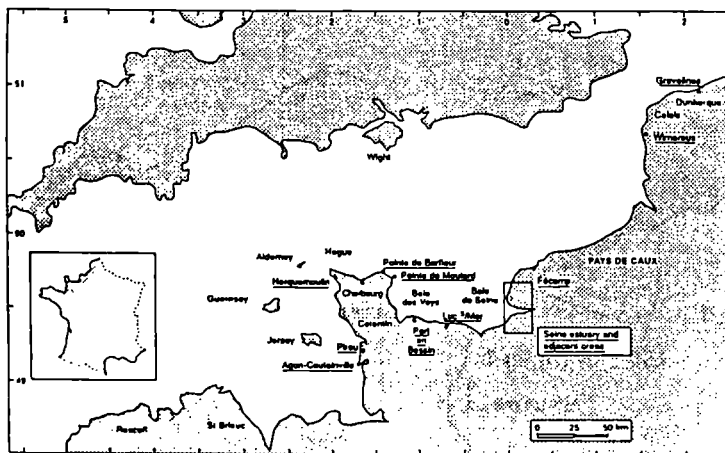 5 4 3 2 1 0 1 2
51
Gravelines
Dunkerque
Calais
Wimereux
Wight
50
Alderney
Hague
Pointe de Barfleur
PAYS DE CAUX
Pointe de Moulard
Fécamp
Cherbourg
Baie des Veys
Baie de Seine
Guernsey
Cotentin
Luc S/Mer
Port en Bessin
Seine estuary and adjacent areas
Jersey
Pirou
Agon-Coutainville
49
Roscoff
St Brieuc
0 25 50 km